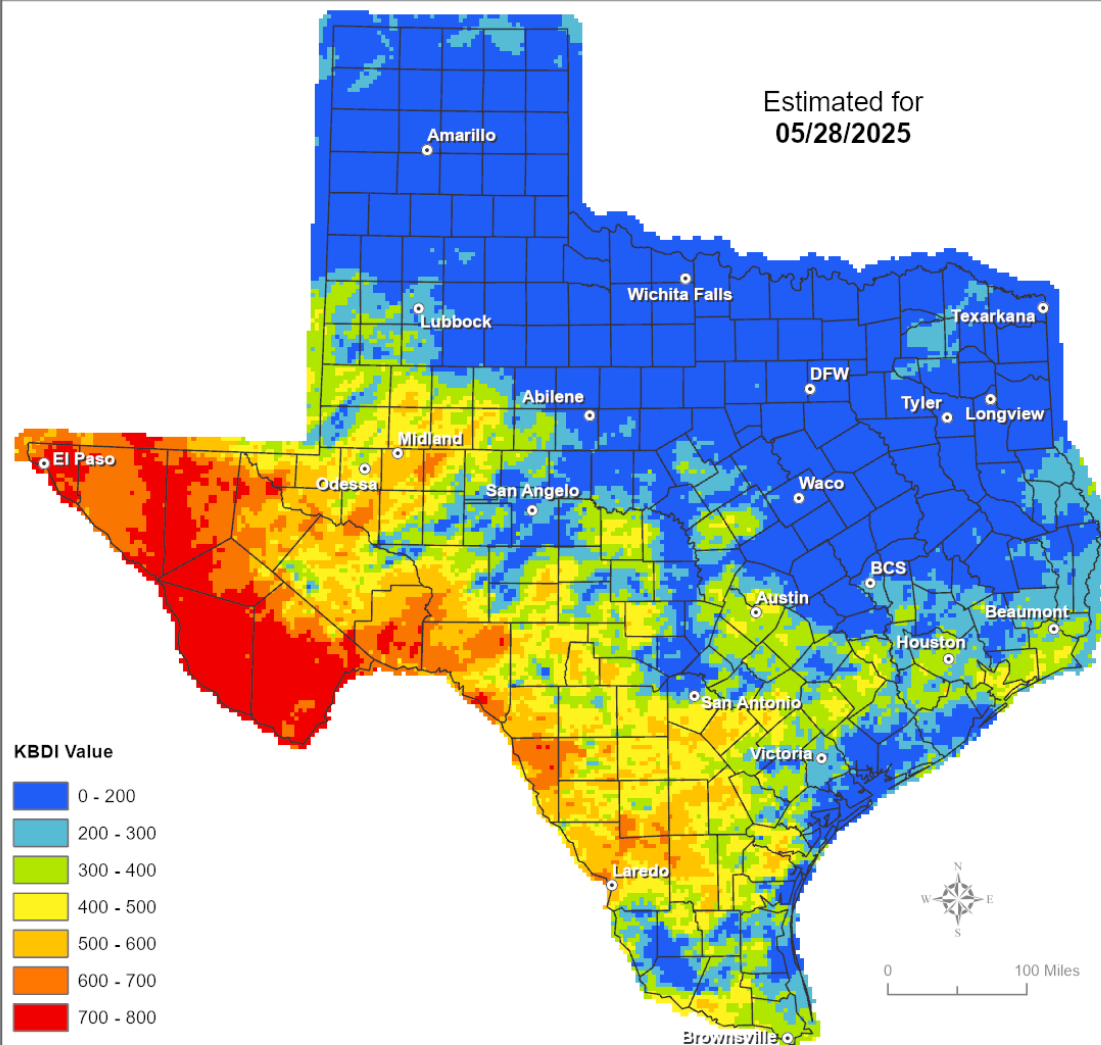 Estimated for
05/28/2025
Amarillo
Wichita Falls
Lubbock
Texarkana
DFW
Abilene
Tyler
Longview
Midland
El Paso
Odessa
San Angelo
Waco
BCS
Austin
Beaumont
Houston
San Antonio
Victoria
Laredo
Brownsville
KBDI Value
0 - 200
200 - 300
300 - 400
400 - 500
500 - 600
600 - 700
700 - 800
N
W E
S
0 100 Miles